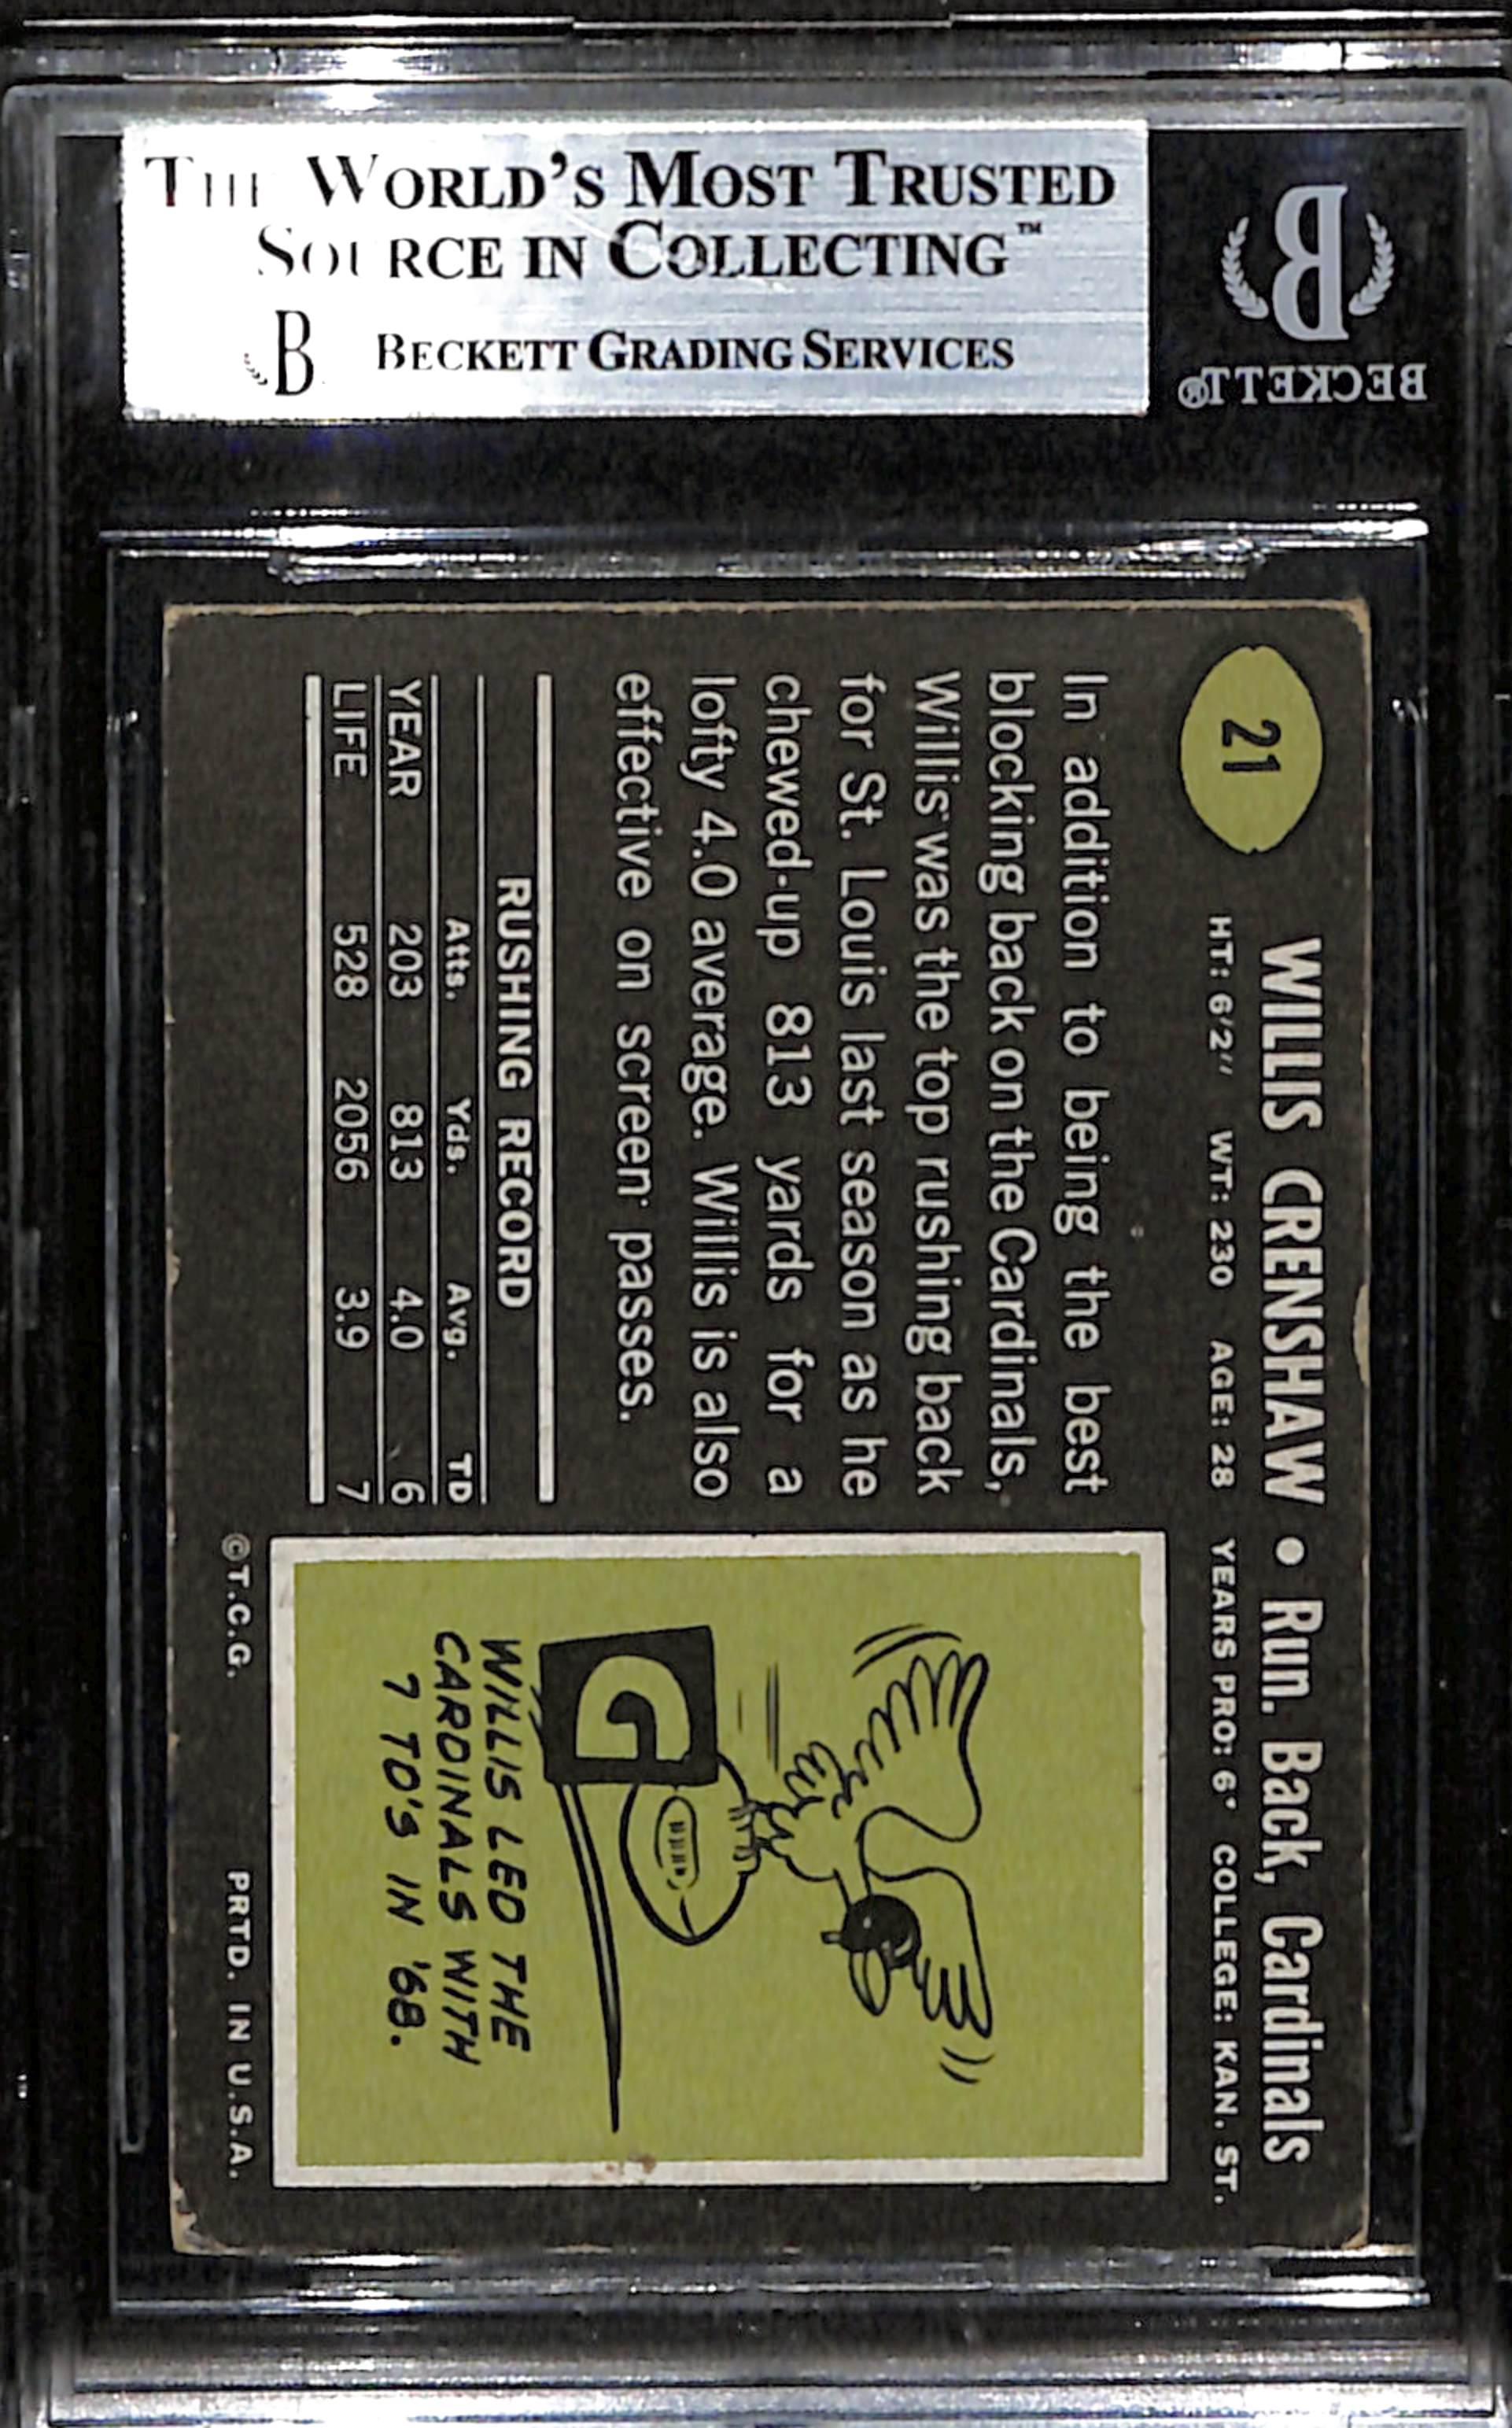 THE WORLD'S MOST TRUSTED
SOURCE IN COLLECTING™
B BECKETT GRADING SERVICES
B
BECKETT®
21
WILLIS CRENSHAW • Run. Back, Cardinals
HT: 6'2" WT: 230 AGE: 28 YEARS PRO: 6 COLLEGE: KAN. ST.
In addition to being the best
blocking back on the Cardinals,
Willis was the top rushing back
for St. Louis last season as he
chewed-up 813 yards for a
lofty 4.0 average. Willis is also
effective on screen passes.
RUSHING RECORD
Atts. Yds. Avg. TD
YEAR 203 813 4.0 6
LIFE 528 2056 3.9 7
G
WILLIS LED THE
CARDINALS WITH
7 TD'S IN '68.
©T.C.G. PRTD. IN U.S.A.